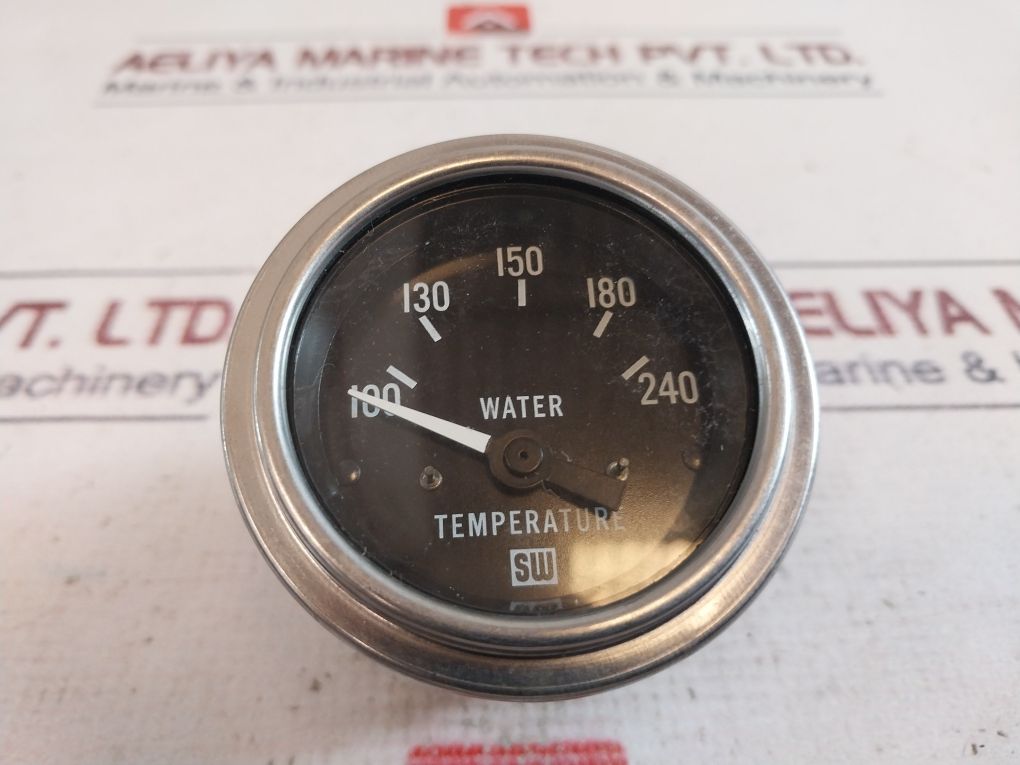 AELIYA MARINE TECH PVT. LTD.
Marine & Industrial Automation & Machinery
VT. LTD
AELIYA M
achinery
arine &
150
130
180
100
240
WATER
TEMPERATURE
SW